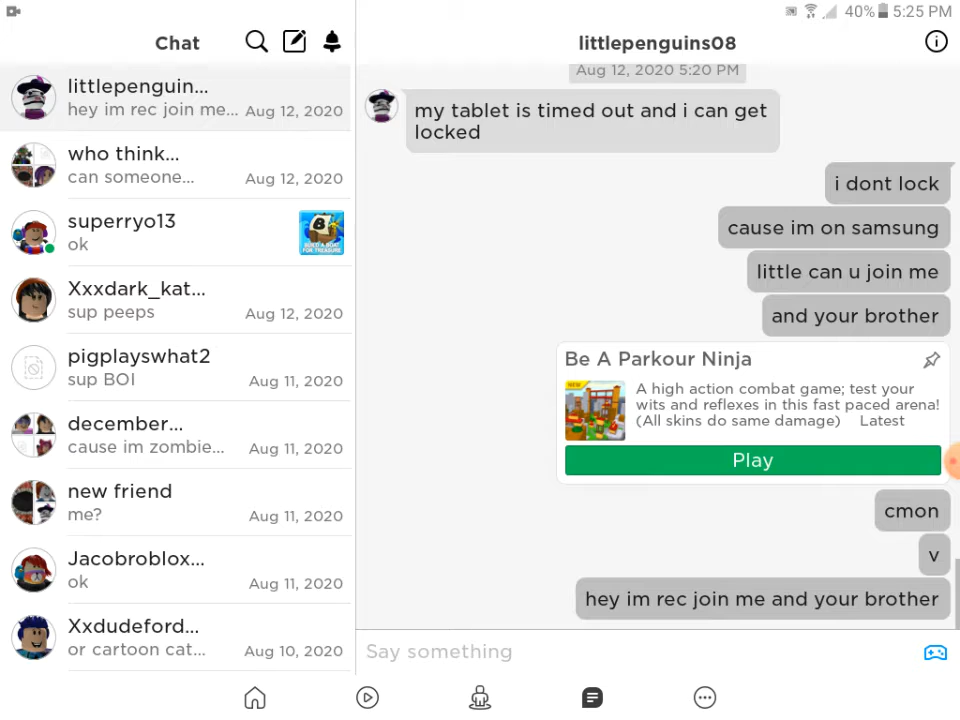 40% 5:25 PM
Chat
littlepenguin...
hey im rec join me... Aug 12, 2020
who think...
can someone... Aug 12, 2020
superryo13
ok
B
BUILD A BOAT
FOR TREASURE
Xxxdark_kat...
sup peeps Aug 12, 2020
pigplayswhat2
sup BOI Aug 11, 2020
december...
cause im zombie... Aug 11, 2020
new friend
me? Aug 11, 2020
Jacobroblox...
ok Aug 11, 2020
Xxdudeford...
or cartoon cat... Aug 10, 2020
littlepenguins08
Aug 12, 2020 5:20 PM
my tablet is timed out and i can get
locked
i dont lock
cause im on samsung
little can u join me
and your brother
Be A Parkour Ninja
NEW
A high action combat game; test your
wits and reflexes in this fast paced arena!
(All skins do same damage) Latest
Play
cmon
v
hey im rec join me and your brother
Say something